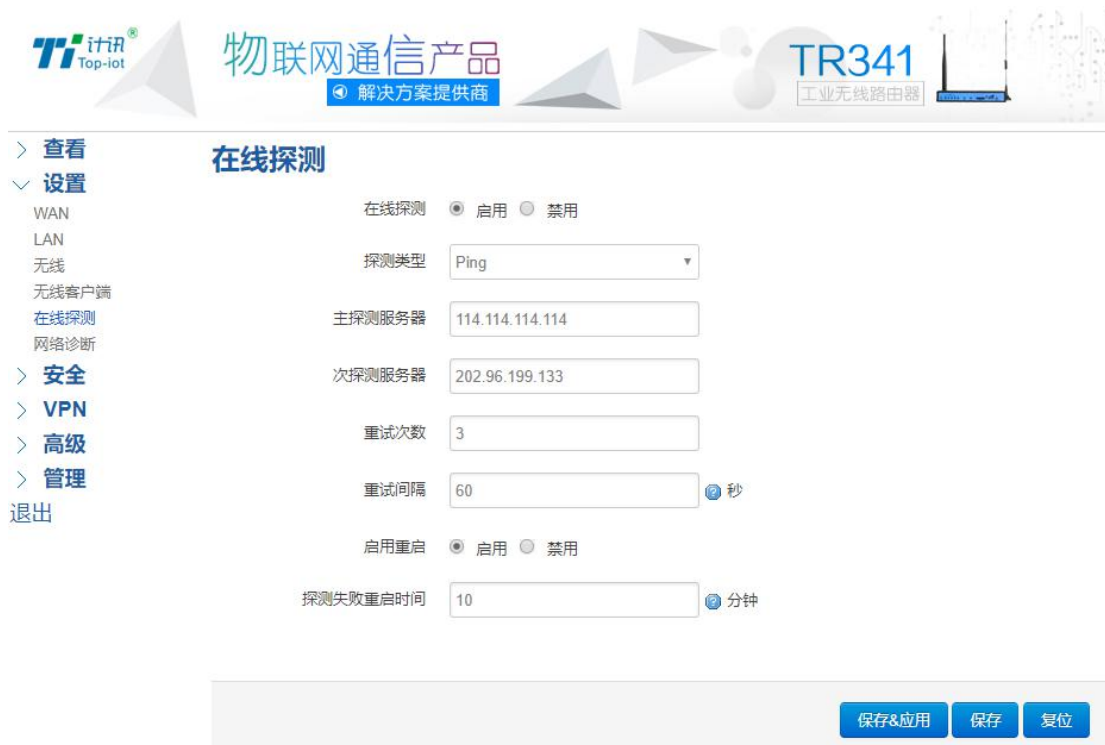 计讯®
Top-iot
物联网通信产品
解决方案提供商
TR341
工业无线路由器
查看
设置
WAN
LAN
无线
无线客户端
在线探测
网络诊断
安全
VPN
高级
管理
退出
在线探测
在线探测 启用 禁用
探测类型 Ping
主探测服务器 114.114.114.114
次探测服务器 202.96.199.133
重试次数 3
重试间隔 60 秒
启用重启 启用 禁用
探测失败重启时间 10 分钟
保存&应用 保存 复位